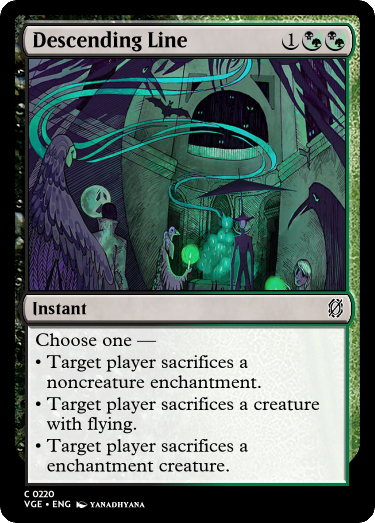 Descending Line 1
Instant
Choose one —
• Target player sacrifices a
noncreature enchantment.
• Target player sacrifices a creature
with flying.
• Target player sacrifices a
enchantment creature.
C 0220
VGE • ENG YANADHYANA